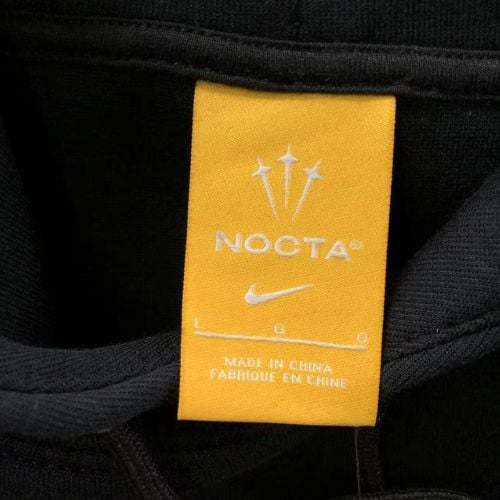 NOCTA®
L G G
MADE IN CHINA
FABRIQUE EN CHINE